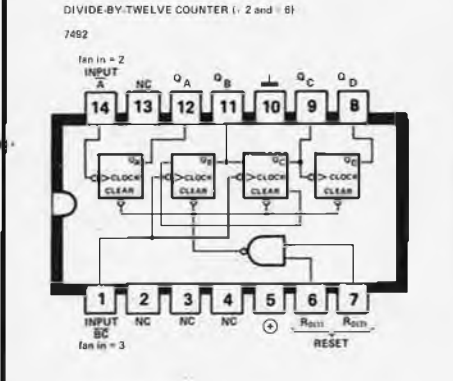 DIVIDE-BY-TWELVE COUNTER (÷ 2 and ÷ 6)
7492
fan in = 2
INPUT
A NC QA QB QC QD
14 13 12 11 10 9 8
QA QB QC QE
CLOCK CLOCK CLOCK CLOCK
CLEAR CLEAR CLEAR CLEAR
1 2 3 4 5 6 7
INPUT NC NC NC + R0(1) R0(2)
BC
fan in = 3 RESET